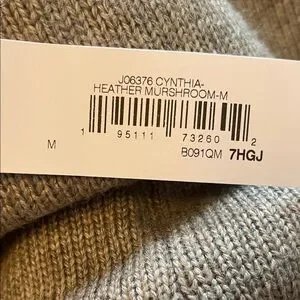 J06376 CYNTHIA-
HEATHER MURSHROOM-M
1 95111 73260 2
M
B091QM 7HGJ